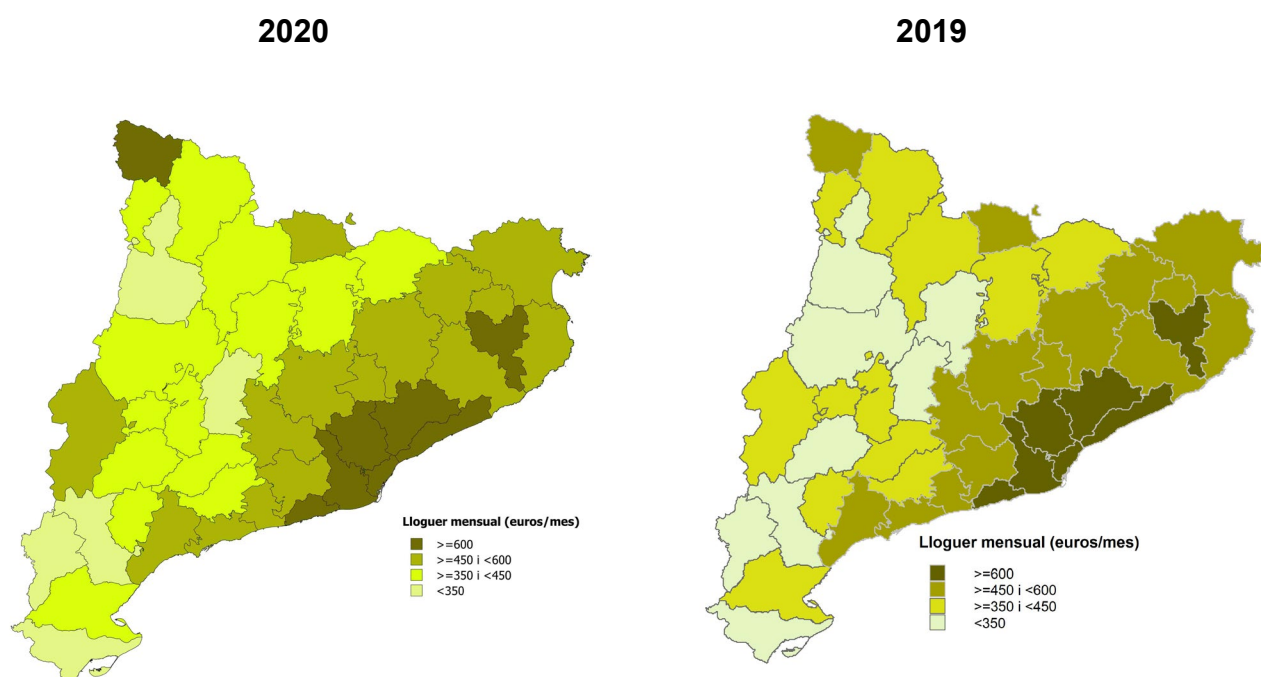 2020
2019
Lloguer mensual (euros/mes)
>=600
>=450 i <600
>=350 i <450
<350
Lloguer mensual (euros/mes)
>=600
>=450 i <600
>=350 i <450
<350